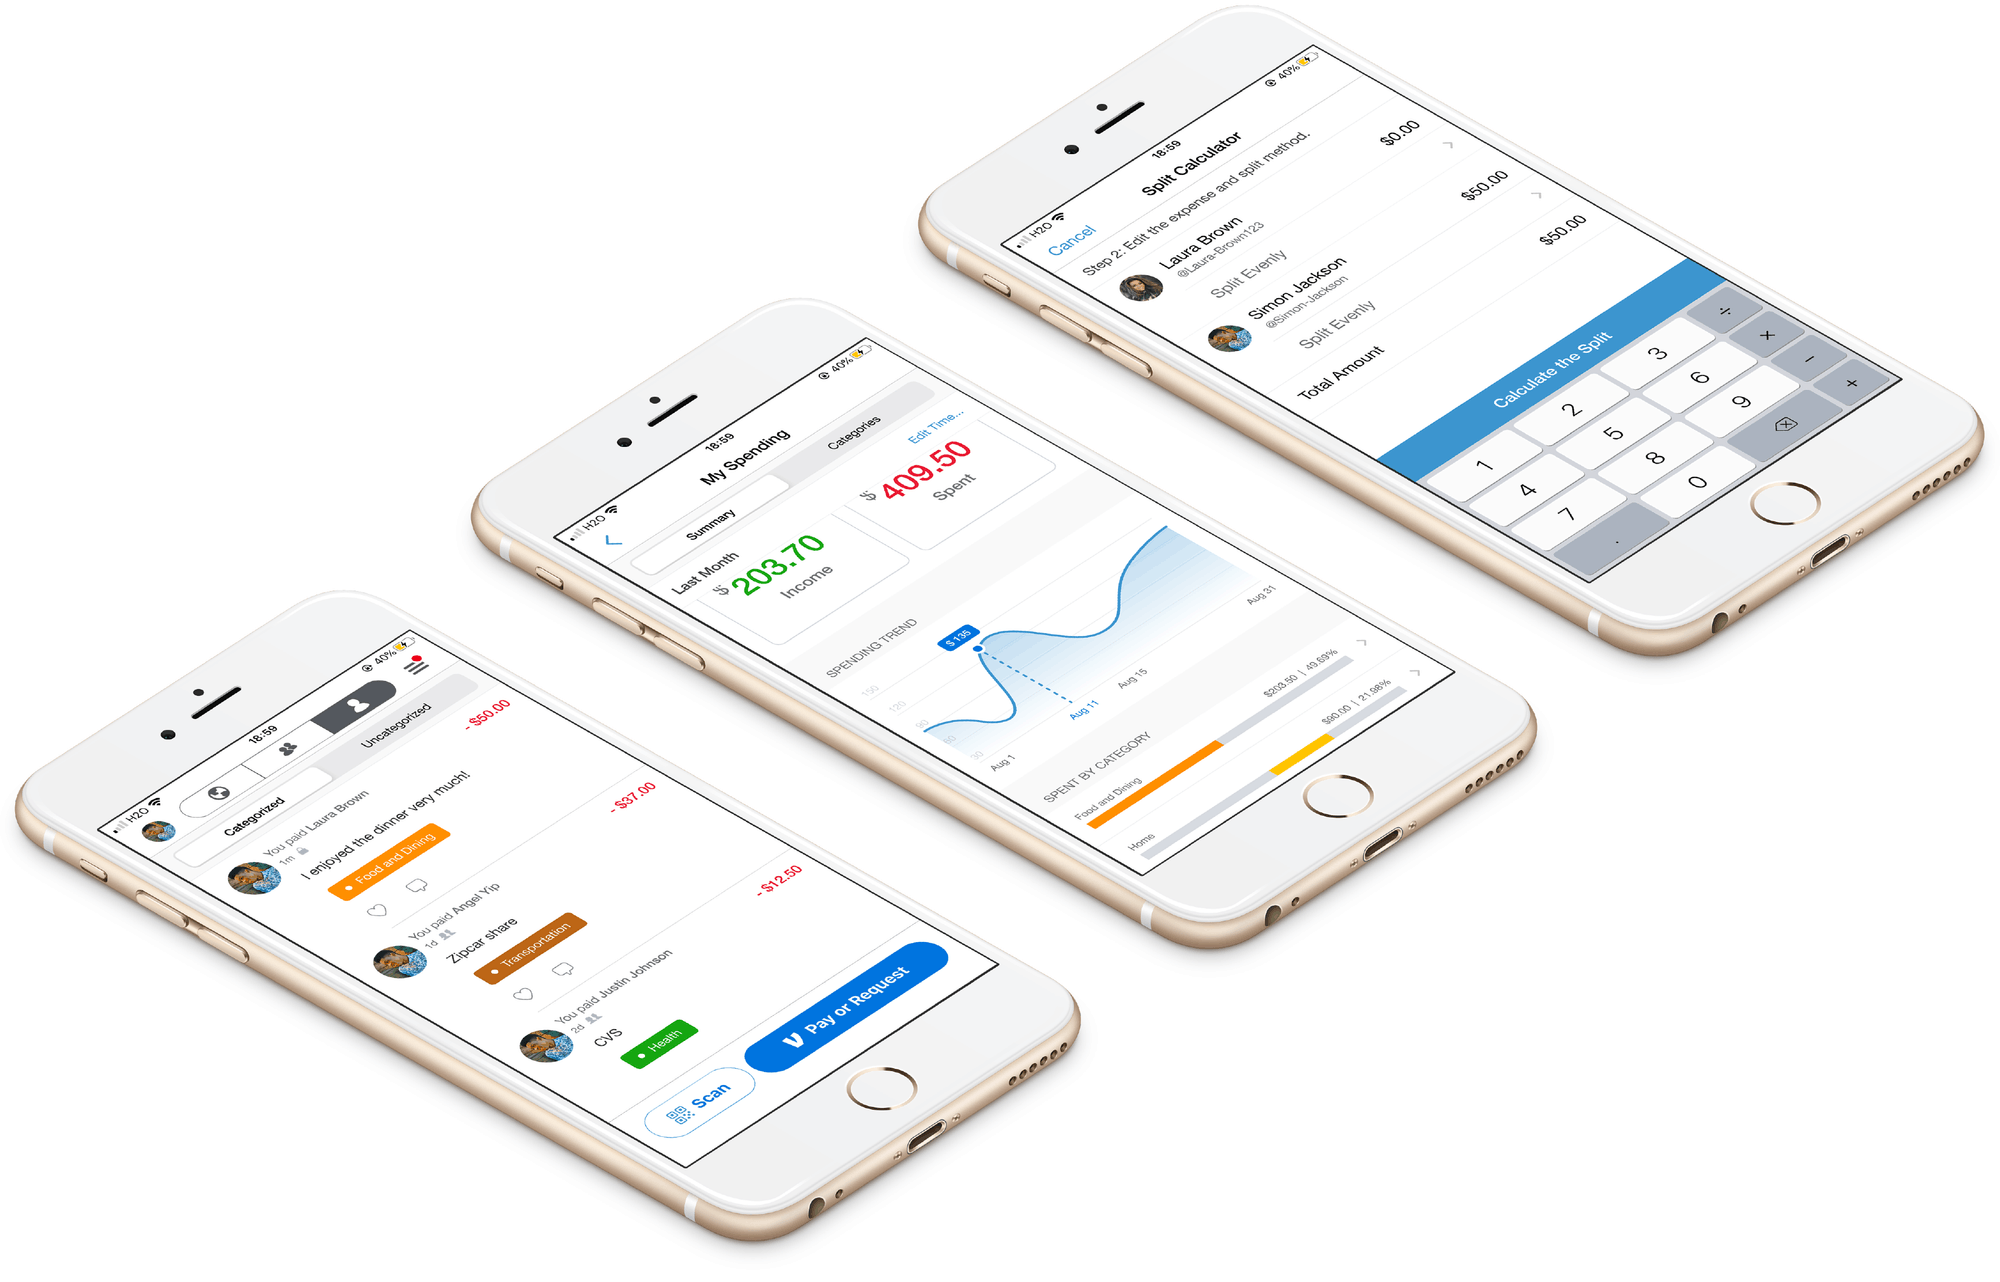 H2O
18:59
40%
Categorized
Uncategorized
You paid Laura Brown
- $50.00
1m
I enjoyed the dinner very much!
Food and Dining
You paid Angel Yip
- $37.00
1d
Zipcar share
Transportation
You paid Justin Johnson
- $12.50
2d
CVS
Health
Scan
Pay or Request
H2O
18:59
40%
My Spending
Summary
Categories
Last Month
Edit Time...
$ 203.70
Income
$ 409.50
Spent
SPENDING TREND
150
120
90
60
30
$ 135
Aug 1
Aug 11
Aug 15
Aug 31
SPENT BY CATEGORY
Food and Dining
$203.50 | 49.69%
Home
$90.00 | 21.98%
H2O
18:59
40%
Cancel
Split Calculator
Step 2: Edit the expense and split method.
Laura Brown
$0.00
@Laura-Brown123
Split Evenly
Simon Jackson
$50.00
@Simon-Jackson
Split Evenly
Total Amount
$50.00
Calculate the Split
1 2 3 ÷
4 5 6 ×
7 8 9 −
. 0 +